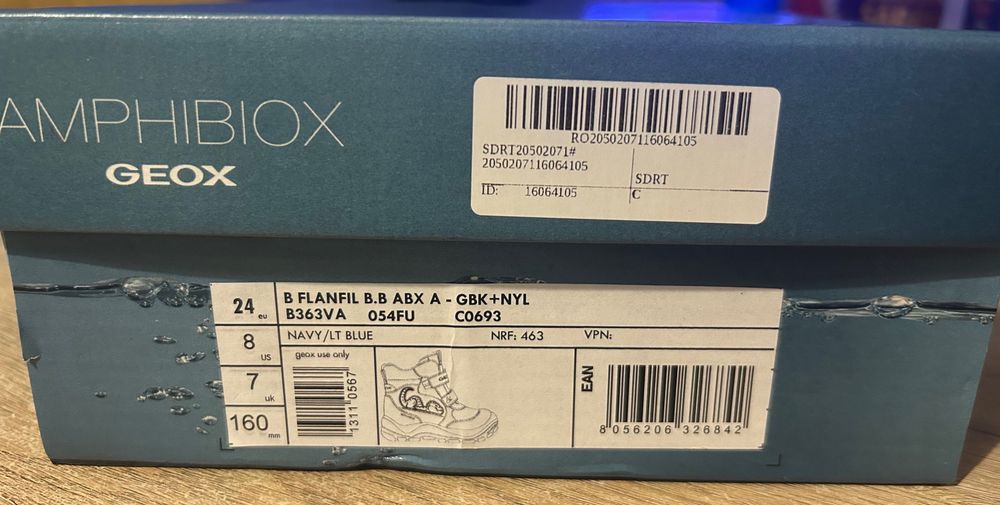 AMPHIBIOX
GEOX
RO2050207116064105
SDRT20502071#
2050207116064105
SDRT
ID: 16064105
C
24 eu
B FLANFIL B.B ABX A - GBK+NYL
B363VA 054FU C0693
8 US
NAVY/LT BLUE NRF: 463 VPN:
7 uk
160 mm
geox use only
1311 0567
EAN
8 056206 326842